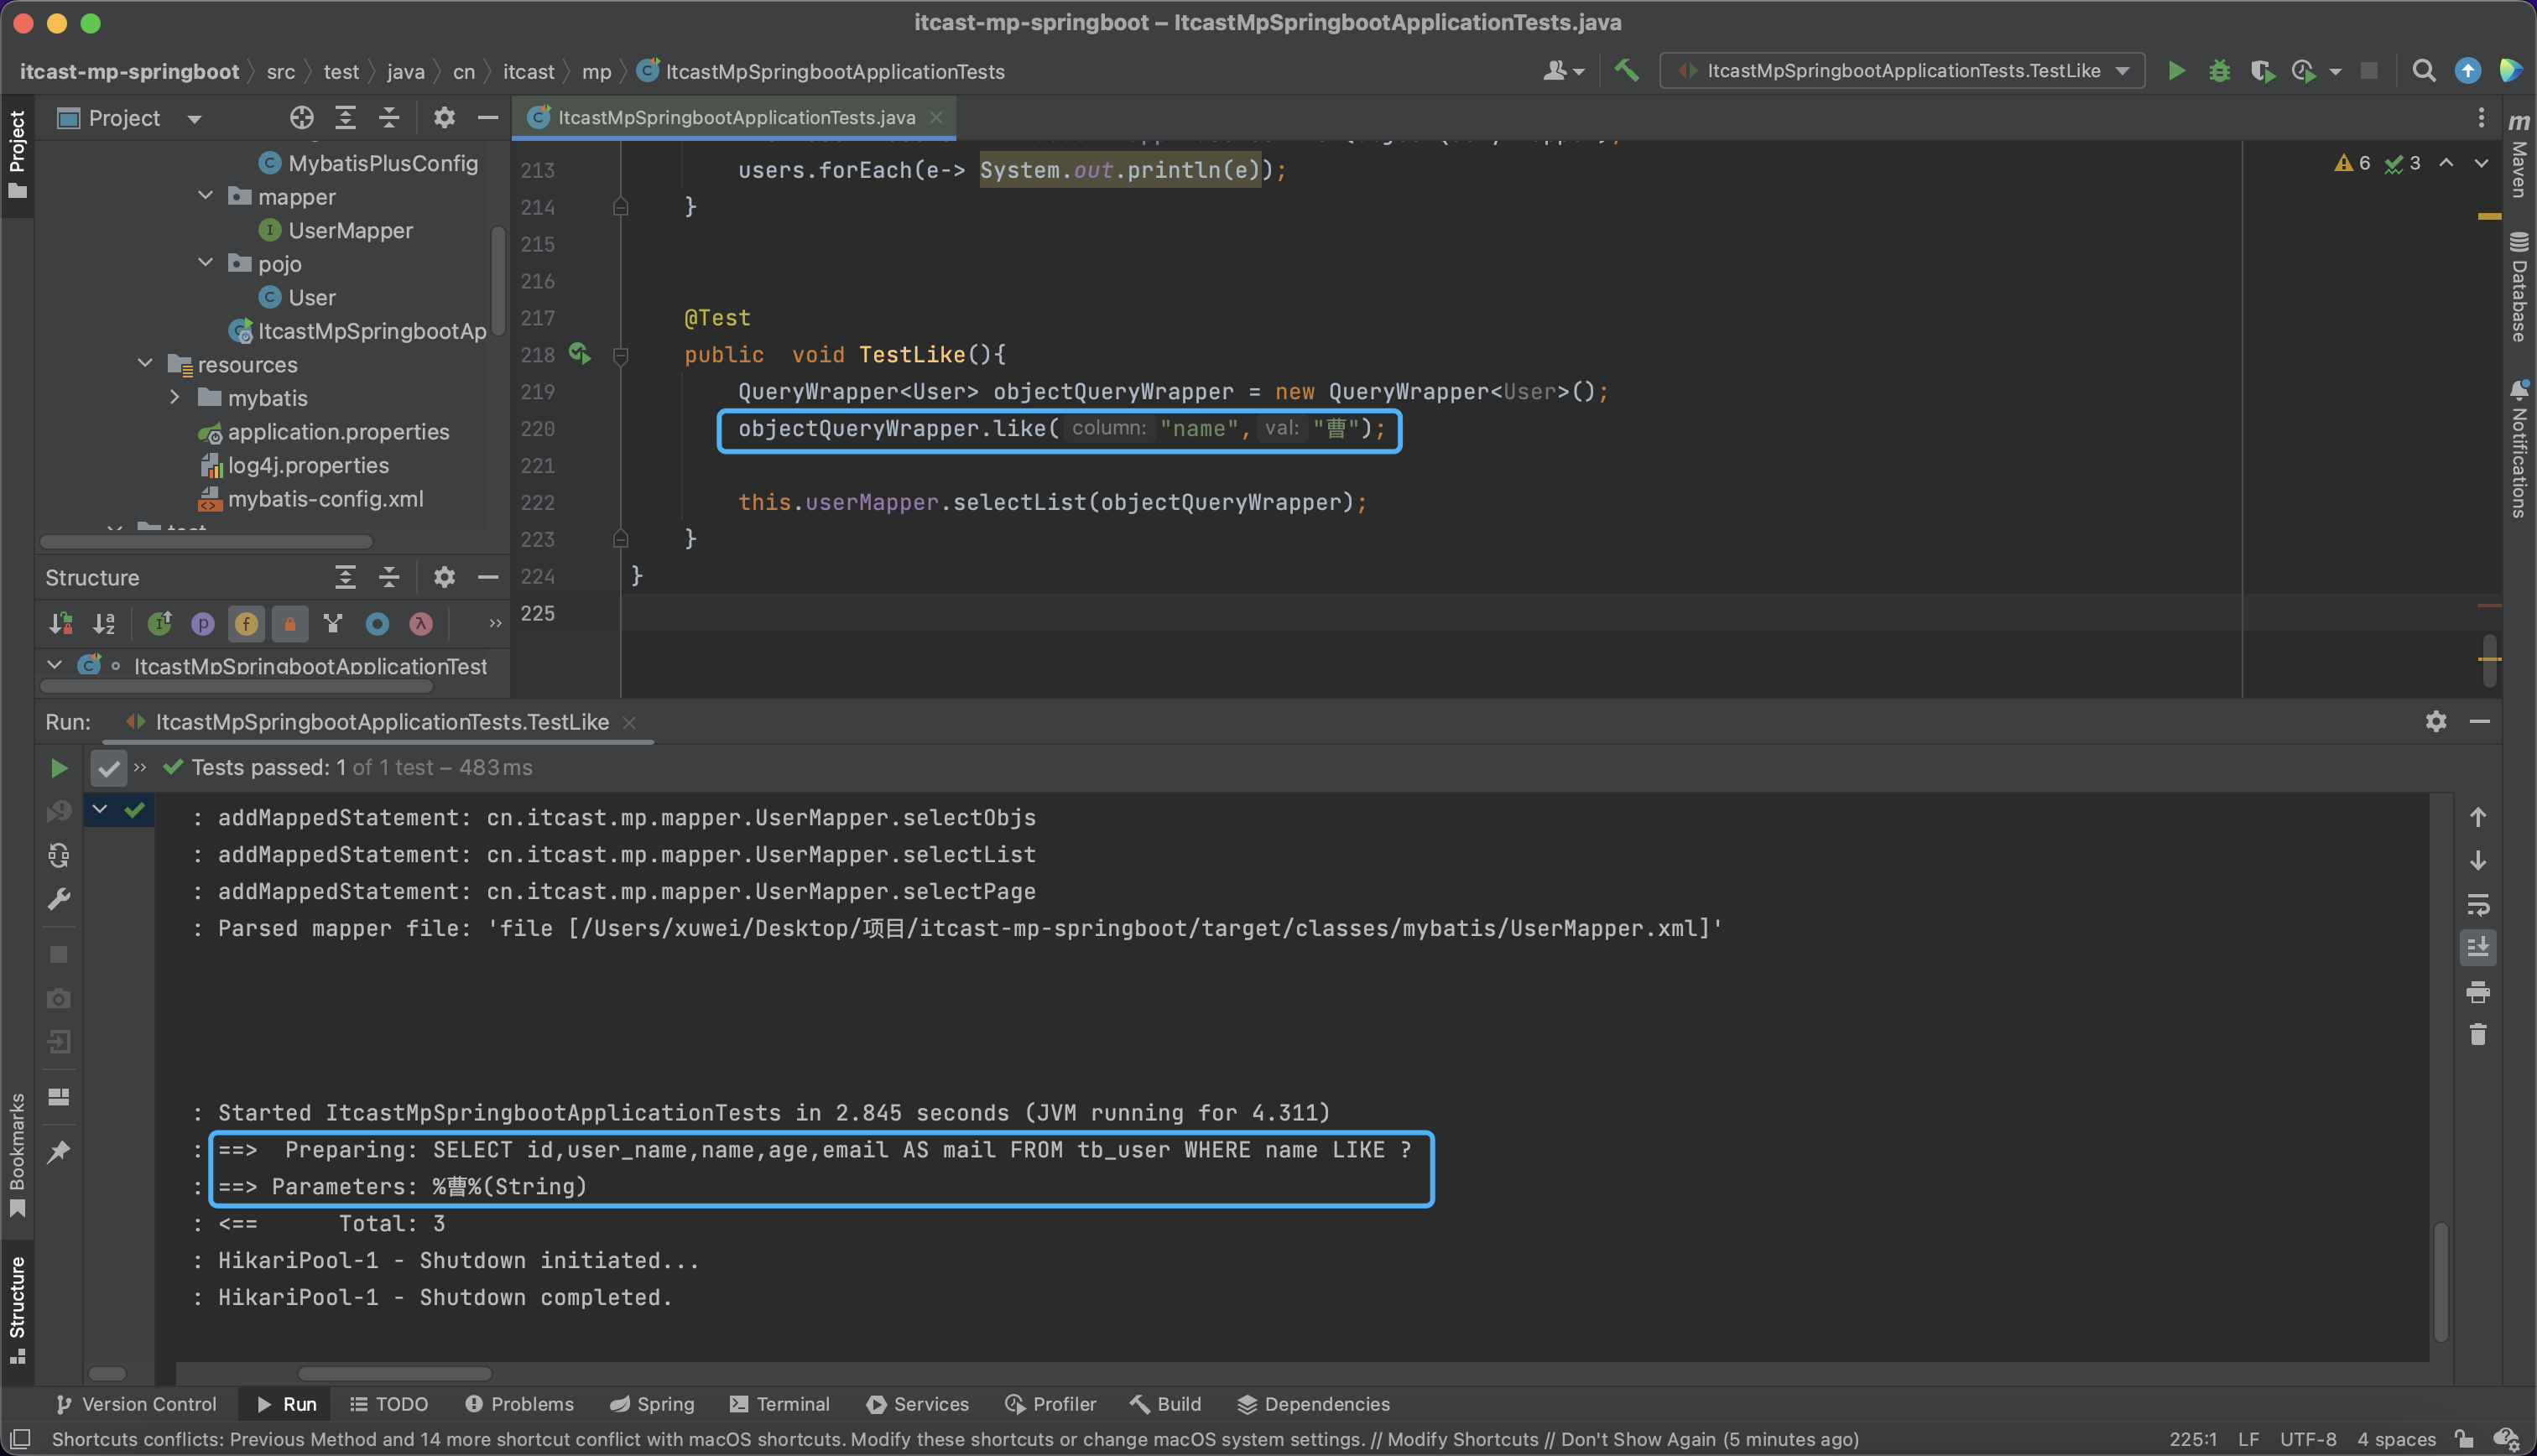 itcast-mp-springboot – ItcastMpSpringbootApplicationTests.java
itcast-mp-springboot src test java cn itcast mp ItcastMpSpringbootApplicationTests
ItcastMpSpringbootApplicationTests.TestLike
Project
Project
MybatisPlusConfig
mapper
UserMapper
pojo
User
ItcastMpSpringbootAp
resources
mybatis
application.properties
log4j.properties
mybatis-config.xml
test
Structure
ItcastMpSpringbootApplicationTest
ItcastMpSpringbootApplicationTests.java
6 3
213 users.forEach(e-> System.out.println(e));
214 }
215
216
217 @Test
218 public void TestLike(){
219 QueryWrapper<User> objectQueryWrapper = new QueryWrapper<User>();
220 objectQueryWrapper.like( column: "name", val: "曹");
221
222 this.userMapper.selectList(objectQueryWrapper);
223 }
224 }
225
Maven
Database
Notifications
Run: ItcastMpSpringbootApplicationTests.TestLike
Tests passed: 1 of 1 test – 483 ms
: addMappedStatement: cn.itcast.mp.mapper.UserMapper.selectObjs
: addMappedStatement: cn.itcast.mp.mapper.UserMapper.selectList
: addMappedStatement: cn.itcast.mp.mapper.UserMapper.selectPage
: Parsed mapper file: 'file [/Users/xuwei/Desktop/项目/itcast-mp-springboot/target/classes/mybatis/UserMapper.xml]'
: Started ItcastMpSpringbootApplicationTests in 2.845 seconds (JVM running for 4.311)
: ==>  Preparing: SELECT id,user_name,name,age,email AS mail FROM tb_user WHERE name LIKE ?
: ==> Parameters: %曹%(String)
: <==      Total: 3
: HikariPool-1 - Shutdown initiated...
: HikariPool-1 - Shutdown completed.
Bookmarks
Structure
Version Control Run TODO Problems Spring Terminal Services Profiler Build Dependencies
Shortcuts conflicts: Previous Method and 14 more shortcut conflict with macOS shortcuts. Modify these shortcuts or change macOS system settings. // Modify Shortcuts // Don't Show Again (5 minutes ago) 225:1 LF UTF-8 4 spaces